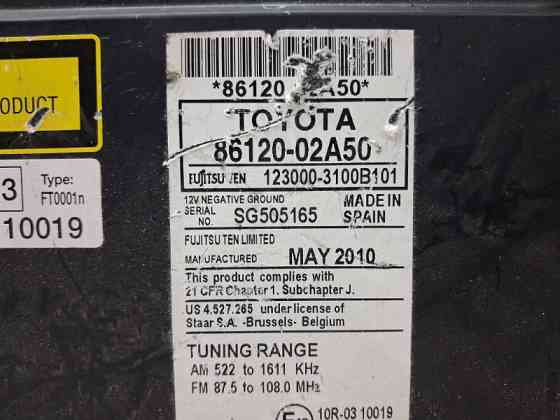 *86120 2A50*
TOYOTA
86120-02A50
FUJITSU TEN 123000-3100B101
12V NEGATIVE GROUND
SERIAL NO. SG505165
MADE IN SPAIN
FUJITSU TEN LIMITED
MANUFACTURED MAY 2010
This product complies with
21 CFR Chapter 1. Subchapter J.
US 4.527.265 under license of
Staar S.A. -Brussels- Belgium
TUNING RANGE
AM 522 to 1611 KHz
FM 87.5 to 108.0 MHz
10R-03 10019
RODUCT
3
Type:
FT0001n
10019